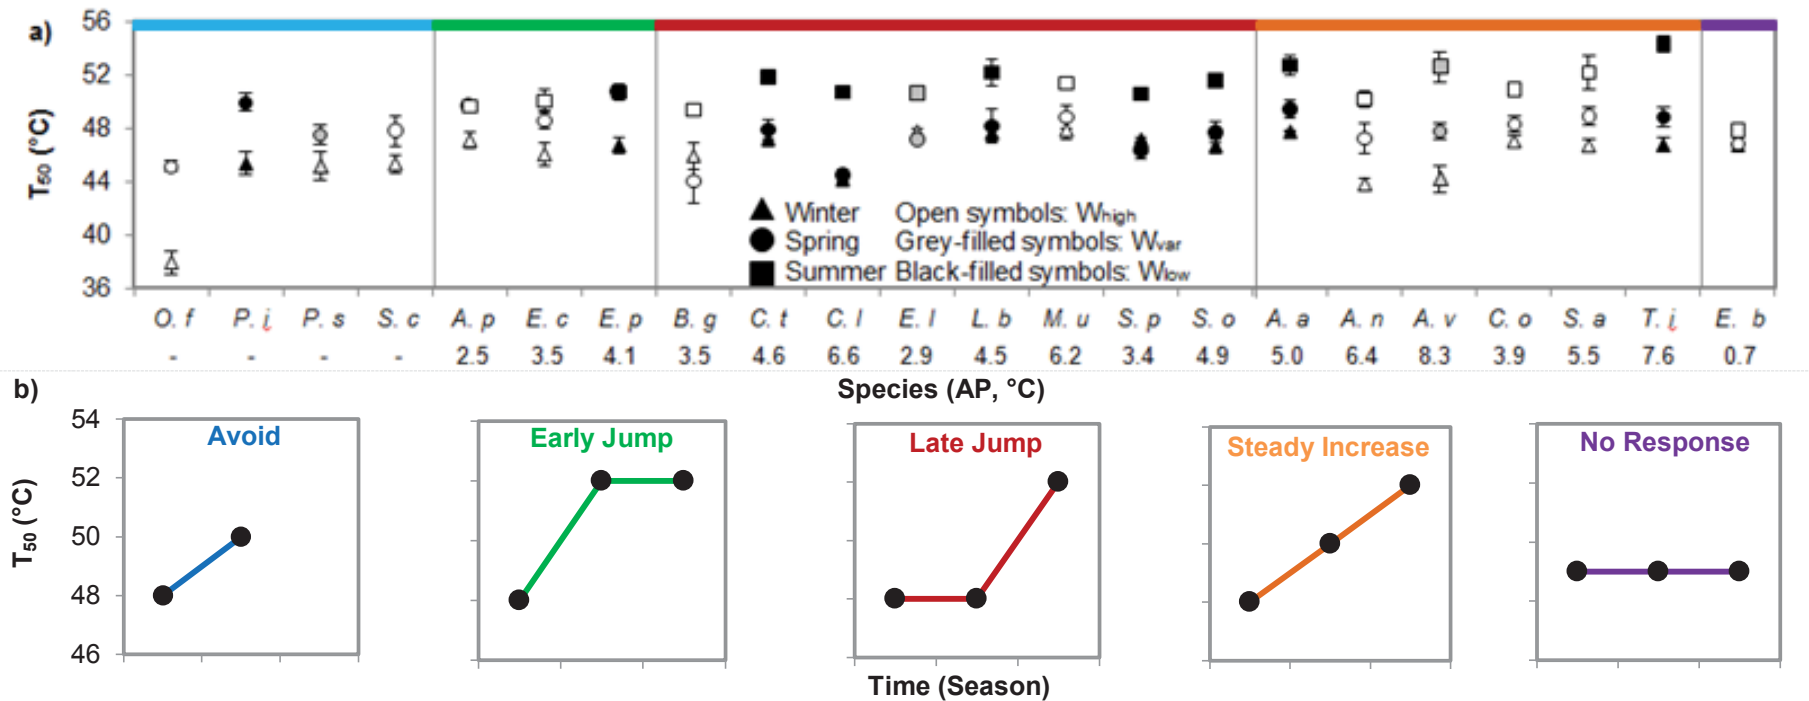 a)
T50 (°C)
56
52
48
44
40
36
Winter Open symbols: Whigh
Spring Grey-filled symbols: Wvar
Summer Black-filled symbols: Wlow
O. f P. i P. s S. c A. p E. c E. p B. g C. t C. l E. l L. b M. u S. p S. o A. a A. n A. v C. o S. a T. i E. b
- - - - 2.5 3.5 4.1 3.5 4.6 6.6 2.9 4.5 6.2 3.4 4.9 5.0 6.4 8.3 3.9 5.5 7.6 0.7
Species (AP, °C)
b)
T50 (°C)
54
52
50
48
46
Avoid
Early Jump
Late Jump
Steady Increase
No Response
Time (Season)